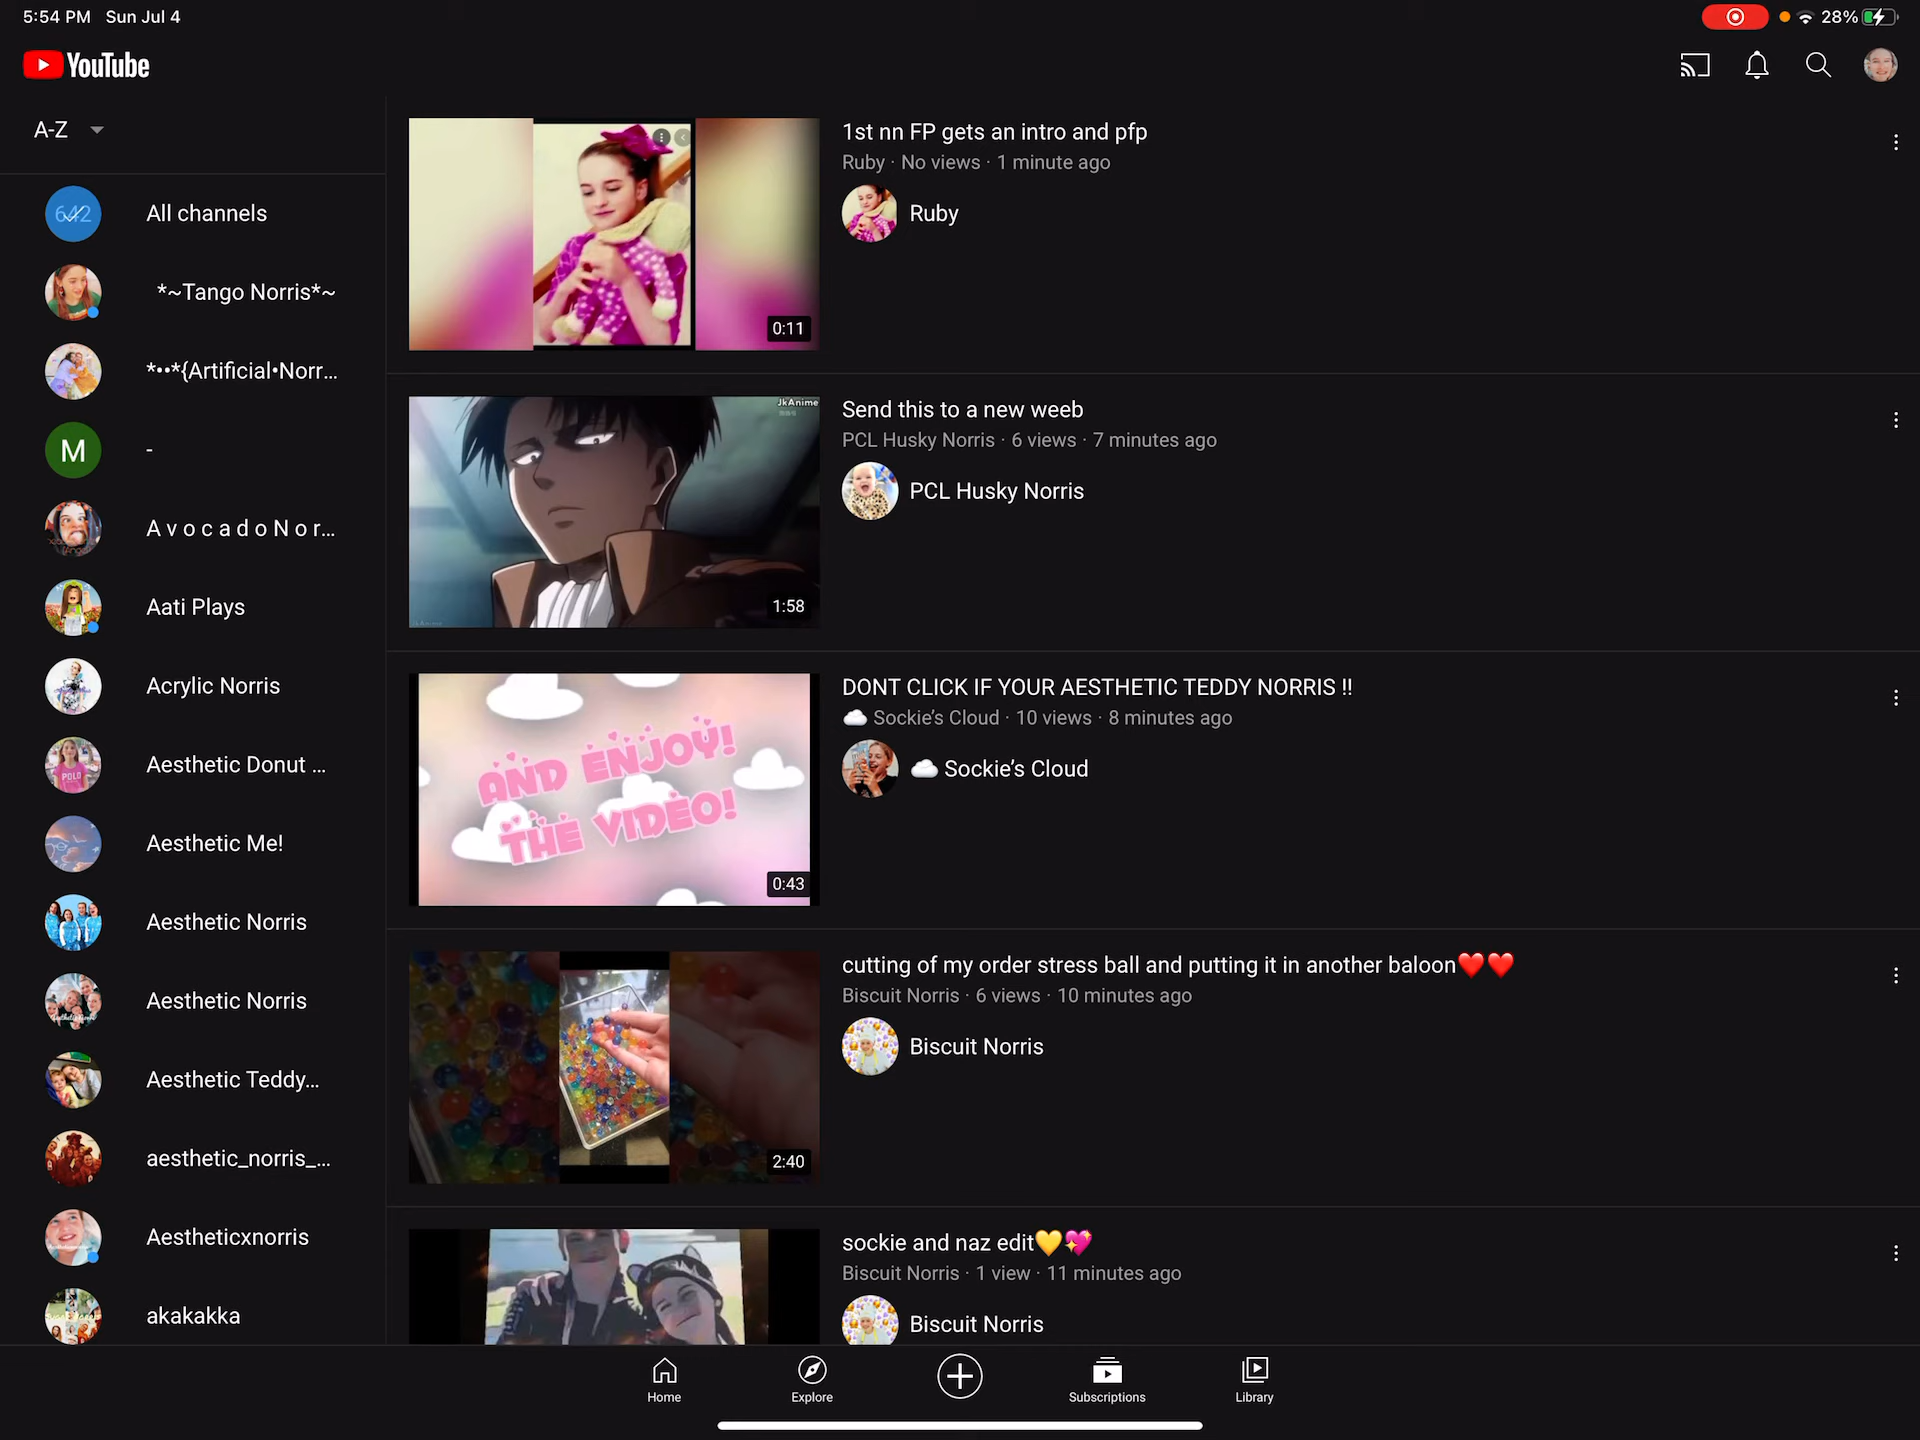 5:54 PM Sun Jul 4
28%
YouTube
A-Z
642
All channels
*~Tango Norris*~
*••*{Artificial•Norr...
M
-
A v o c a d o N o r...
Aati Plays
Acrylic Norris
POLO
Aesthetic Donut ...
Aesthetic Me!
Aesthetic Norris
Aesthetic Norris
Aesthetic Teddy...
aesthetic_norris_...
Aestheticxnorris
akakakka
0:11
1st nn FP gets an intro and pfp
Ruby · No views · 1 minute ago
Ruby
JkAnime
1:58
Send this to a new weeb
PCL Husky Norris · 6 views · 7 minutes ago
PCL Husky Norris
AND ENJOY!
THE VIDEO!
0:43
DONT CLICK IF YOUR AESTHETIC TEDDY NORRIS !!
☁️ Sockie’s Cloud · 10 views · 8 minutes ago
☁️ Sockie’s Cloud
2:40
cutting of my order stress ball and putting it in another baloon❤️❤️
Biscuit Norris · 6 views · 10 minutes ago
Biscuit Norris
sockie and naz edit💛💖
Biscuit Norris · 1 view · 11 minutes ago
Biscuit Norris
Home
Explore
Subscriptions
Library